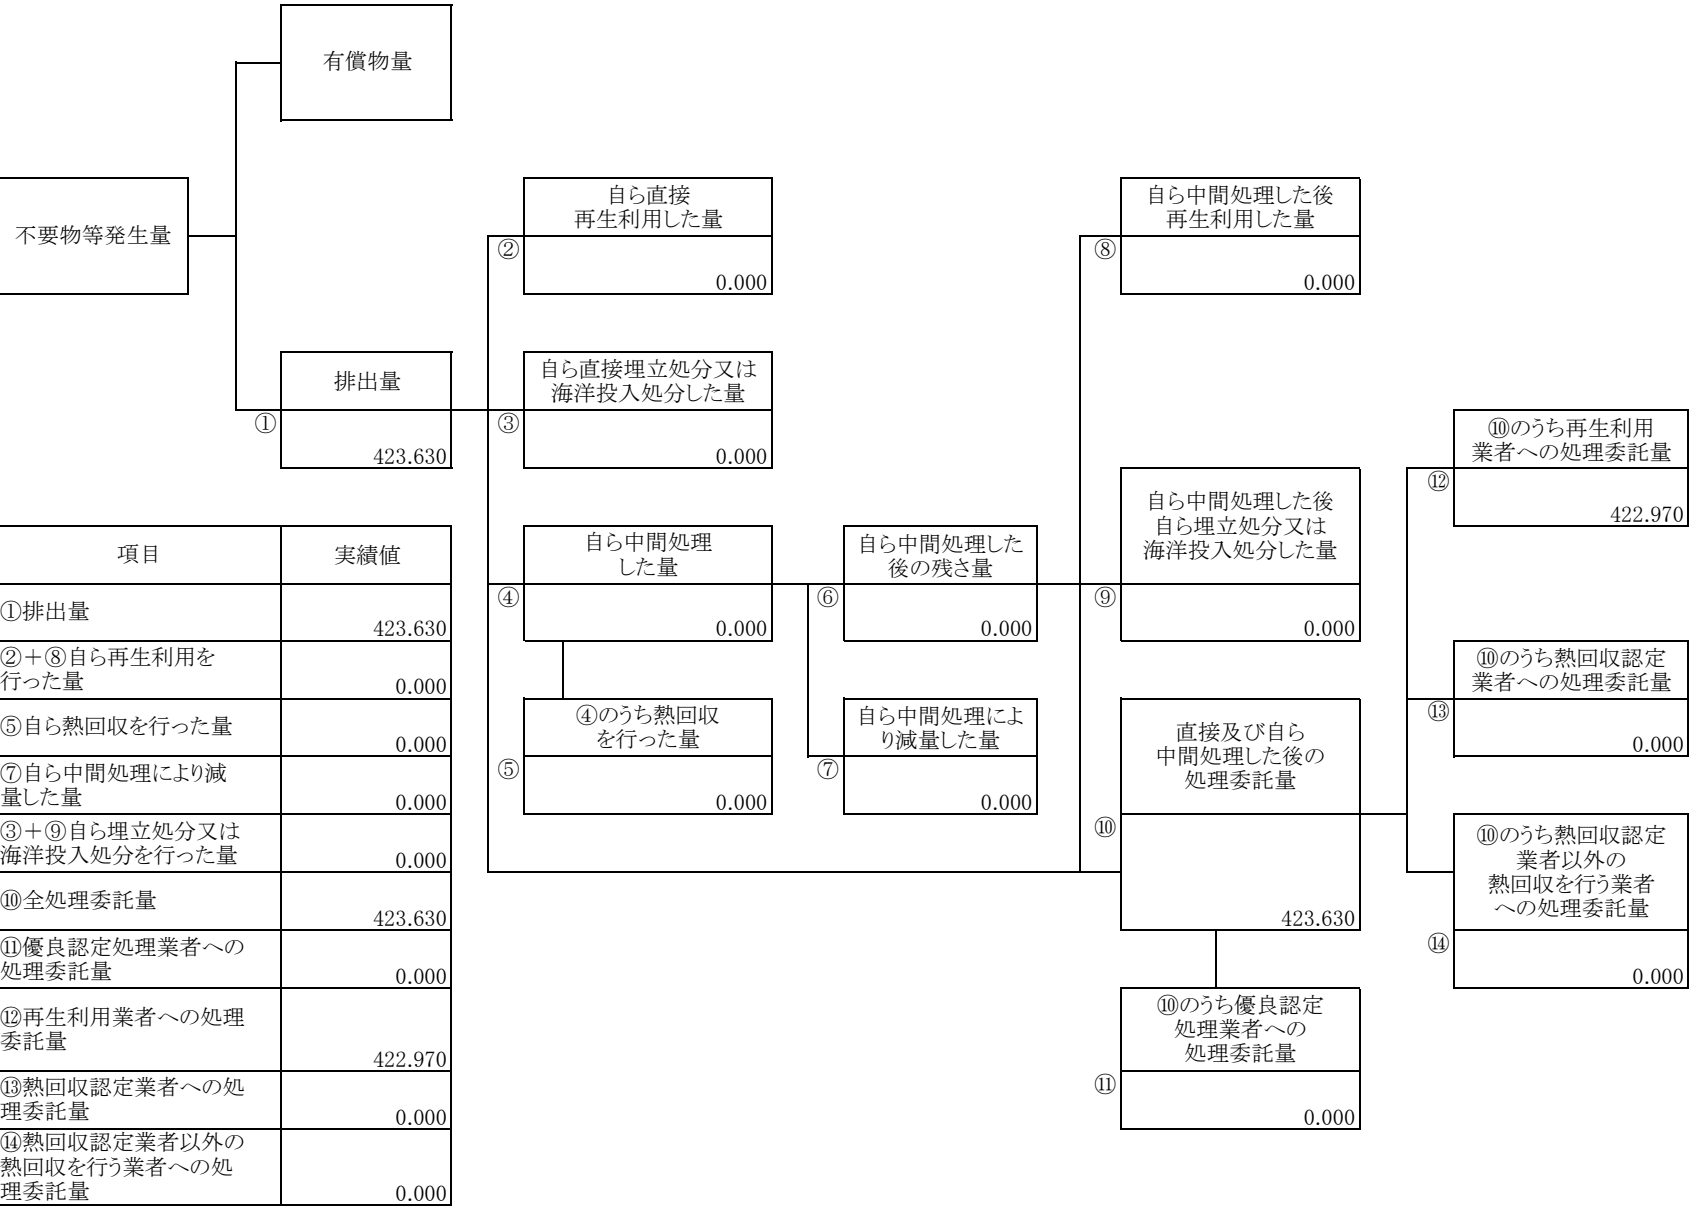 有償物量
不要物等発生量
自ら直接
再生利用した量
②
0.000
自ら中間処理した後
再生利用した量
⑧
0.000
排出量
①
423.630
自ら直接埋立処分又は
海洋投入処分した量
③
0.000
⑩のうち再生利用
業者への処理委託量
⑫
422.970
自ら中間処理
した量
④
0.000
自ら中間処理した
後の残さ量
⑥
0.000
自ら中間処理した後
自ら埋立処分又は
海洋投入処分した量
⑨
0.000
⑩のうち熱回収認定
業者への処理委託量
⑬
0.000
④のうち熱回収
を行った量
⑤
0.000
自ら中間処理によ
り減量した量
⑦
0.000
直接及び自ら
中間処理した後の
処理委託量
⑩
423.630
⑩のうち熱回収認定
業者以外の
熱回収を行う業者
への処理委託量
⑭
0.000
⑩のうち優良認定
処理業者への
処理委託量
⑪
0.000
項目 実績値
①排出量
423.630
②＋⑧自ら再生利用を
行った量
0.000
⑤自ら熱回収を行った量
0.000
⑦自ら中間処理により減
量した量
0.000
③＋⑨自ら埋立処分又は
海洋投入処分を行った量
0.000
⑩全処理委託量
423.630
⑪優良認定処理業者への
処理委託量
0.000
⑫再生利用業者への処理
委託量
422.970
⑬熱回収認定業者への処
理委託量
0.000
⑭熱回収認定業者以外の
熱回収を行う業者への処
理委託量
0.000